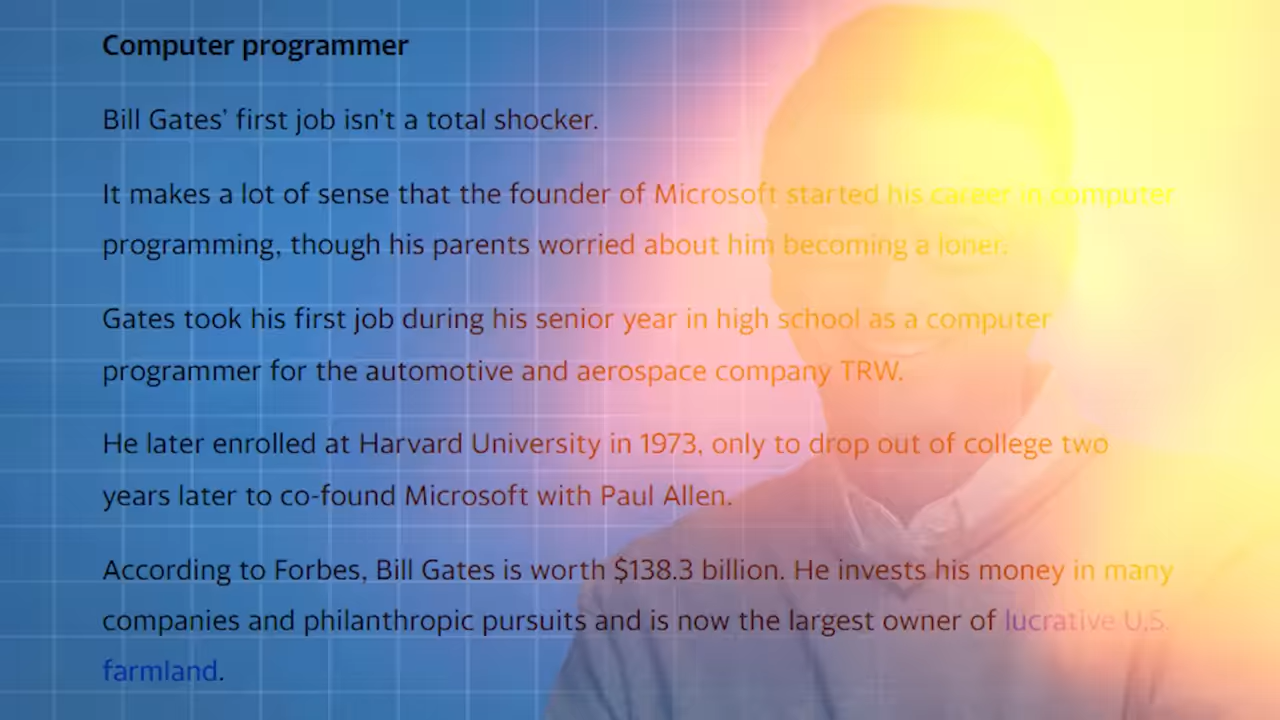 Computer programmer
Bill Gates’ first job isn’t a total shocker.
It makes a lot of sense that the founder of Microsoft started his career in computer
programming, though his parents worried about him becoming a loner.
Gates took his first job during his senior year in high school as a computer
programmer for the automotive and aerospace company TRW.
He later enrolled at Harvard University in 1973, only to drop out of college two
years later to co-found Microsoft with Paul Allen.
According to Forbes, Bill Gates is worth $138.3 billion. He invests his money in many
companies and philanthropic pursuits and is now the largest owner of lucrative U.S.
farmland.